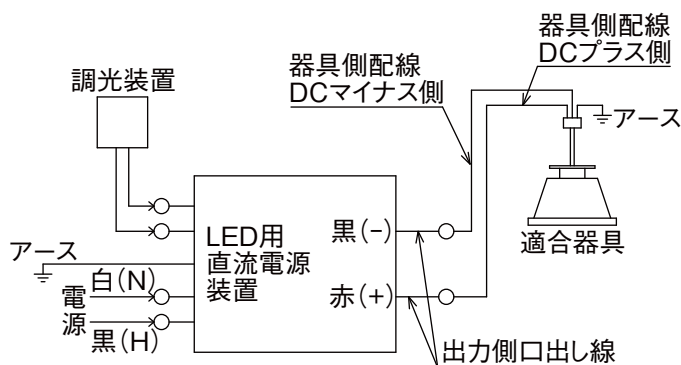 器具側配線
DCプラス側
器具側配線
DCマイナス側
調光装置
アース
適合器具
LED用
直流電源
装置
黒(-)
赤(+)
アース
白(N)
電源
黒(H)
出力側口出し線